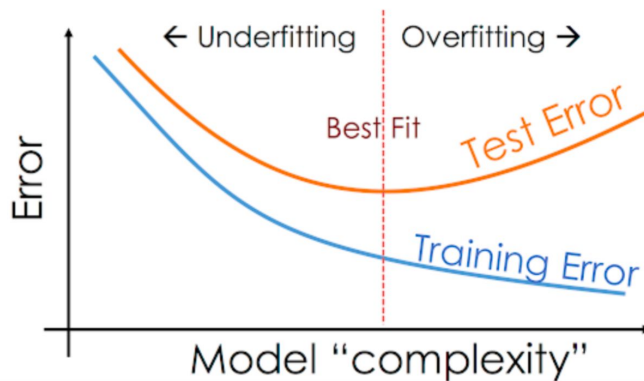 ← Underfitting
Overfitting →
Best Fit
Test Error
Error
Training Error
Model “complexity”